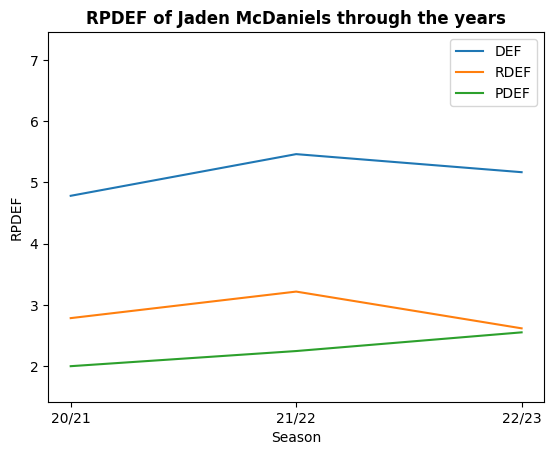 RPDEF of Jaden McDaniels through the years
DEF
RDEF
PDEF
7
6
5
4
3
2
RPDEF
20/21
21/22
22/23
Season